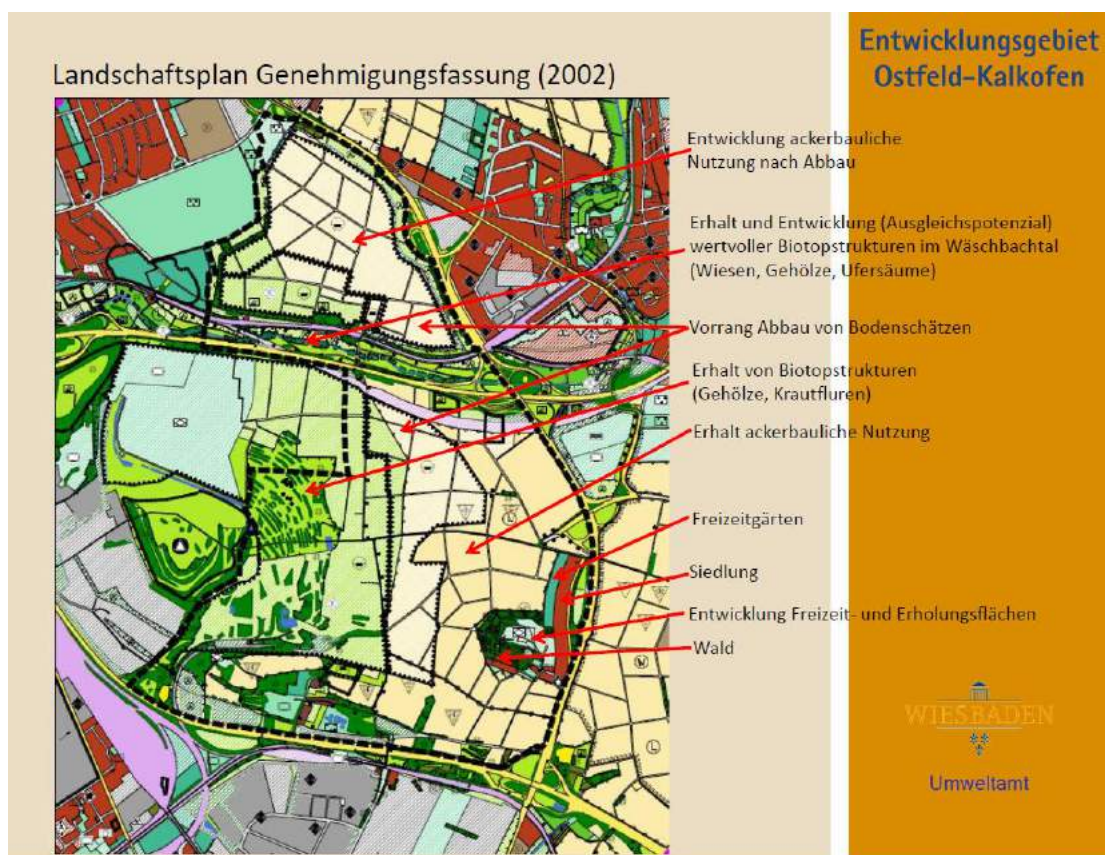 Entwicklungsgebiet
Ostfeld-Kalkofen
Landschaftsplan Genehmigungsfassung (2002)
Entwicklung ackerbauliche
Nutzung nach Abbau
Erhalt und Entwicklung (Ausgleichspotenzial)
wertvoller Biotopstrukturen im Wäschbachtal
(Wiesen, Gehölze, Ufersäume)
Vorrang Abbau von Bodenschätzen
Erhalt von Biotopstrukturen
(Gehölze, Krautfluren)
Erhalt ackerbauliche Nutzung
Freizeitgärten
Siedlung
Entwicklung Freizeit- und Erholungsflächen
Wald
WIESBADEN
Umweltamt